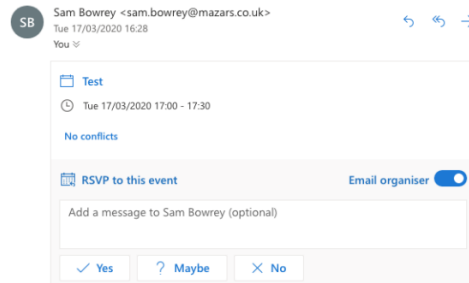 SB
Sam Bowrey <sam.bowrey@mazars.co.uk>
Tue 17/03/2020 16:28
You
Test
Tue 17/03/2020 17:00 - 17:30
No conflicts
RSVP to this event Email organiser
Add a message to Sam Bowrey (optional)
Yes ? Maybe No